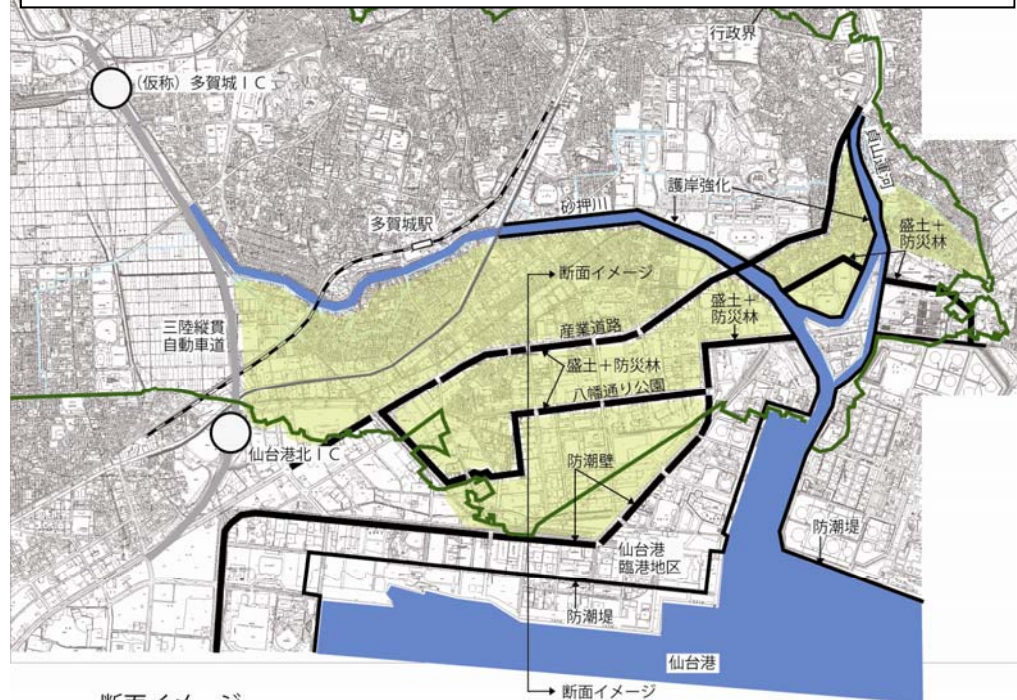 行政界
(仮称)多賀城IC
貞山運河
護岸強化
砂押川
多賀城駅
盛土+
防災林
断面イメージ
盛土+
防災林
三陸縦貫
自動車道
産業道路
盛土+防災林
八幡通り公園
仙台港北IC
防潮壁
仙台港
臨港地区
防潮堤
防潮堤
仙台港
断面イメージ
断面イメージ